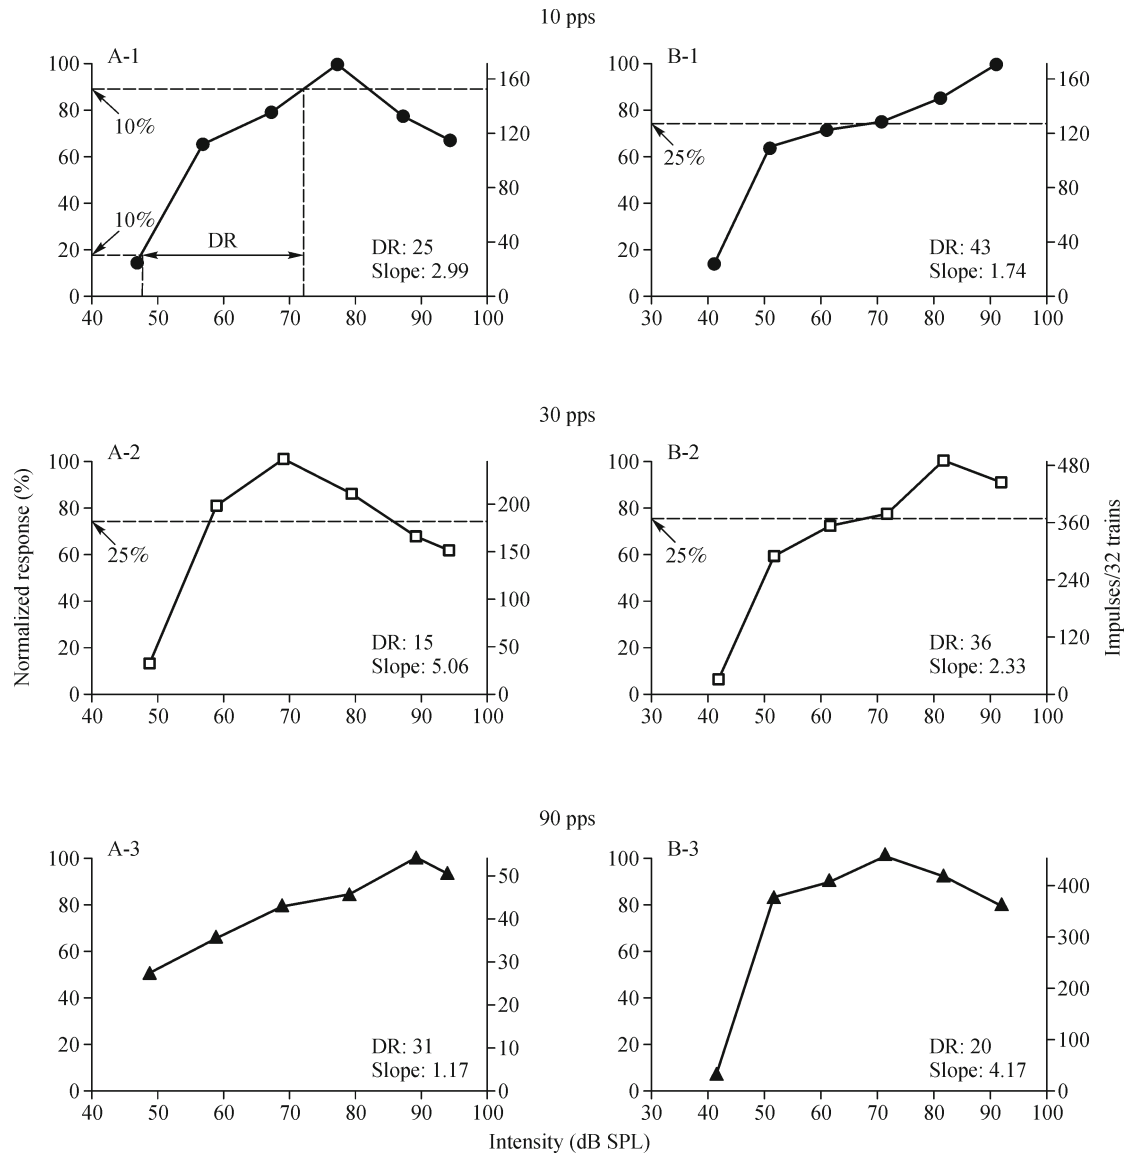 10 pps
A-1
100
80
60
40
20
0
160
120
80
40
0
10%
10%
DR
DR: 25
Slope: 2.99
40 50 60 70 80 90 100
B-1
100
80
60
40
20
0
160
120
80
40
0
25%
DR: 43
Slope: 1.74
30 40 50 60 70 80 90 100
30 pps
Normalized response (%)
A-2
100
80
60
40
20
0
200
150
100
50
0
25%
DR: 15
Slope: 5.06
40 50 60 70 80 90 100
B-2
100
80
60
40
20
0
480
360
240
120
0
25%
DR: 36
Slope: 2.33
30 40 50 60 70 80 90 100
Impulses/32 trains
90 pps
A-3
100
80
60
40
20
0
50
40
30
20
10
0
DR: 31
Slope: 1.17
40 50 60 70 80 90 100
B-3
100
80
60
40
20
0
400
300
200
100
0
DR: 20
Slope: 4.17
30 40 50 60 70 80 90 100
Intensity (dB SPL)